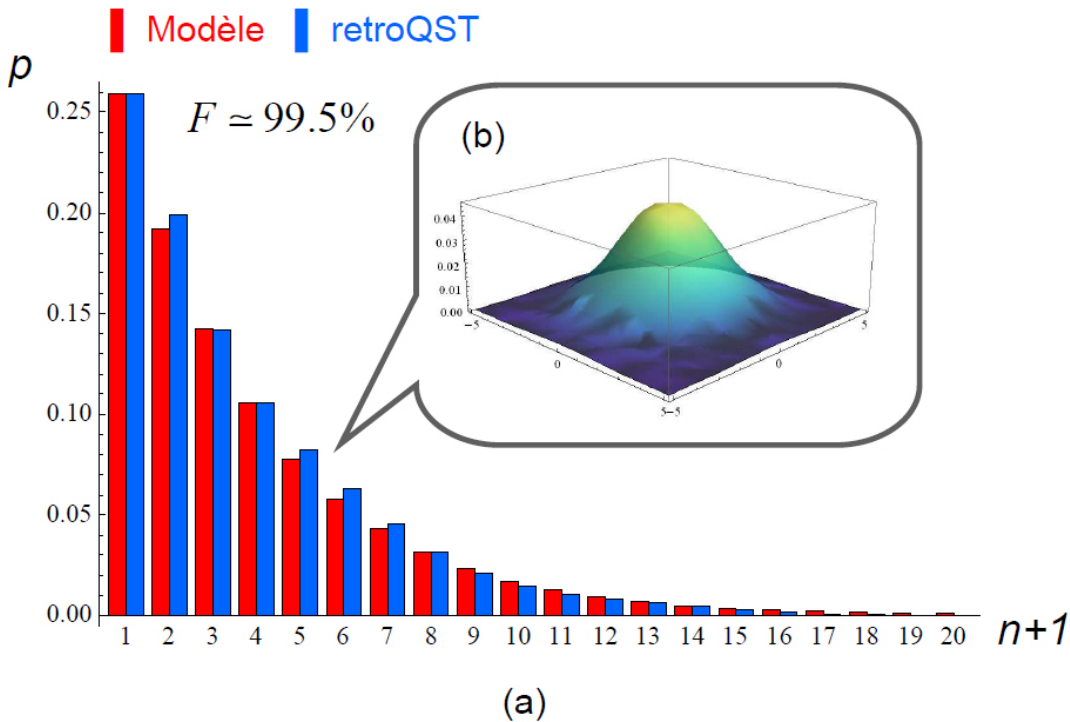 Modèle retroQST
p
F ≃ 99.5%
(b)
0.25
0.20
0.15
0.10
0.05
0.00
0.04
0.03
0.02
0.01
0.00
−5 0 5−5 0 5
1 2 3 4 5 6 7 8 9 10 11 12 13 14 15 16 17 18 19 20 n+1
(a)